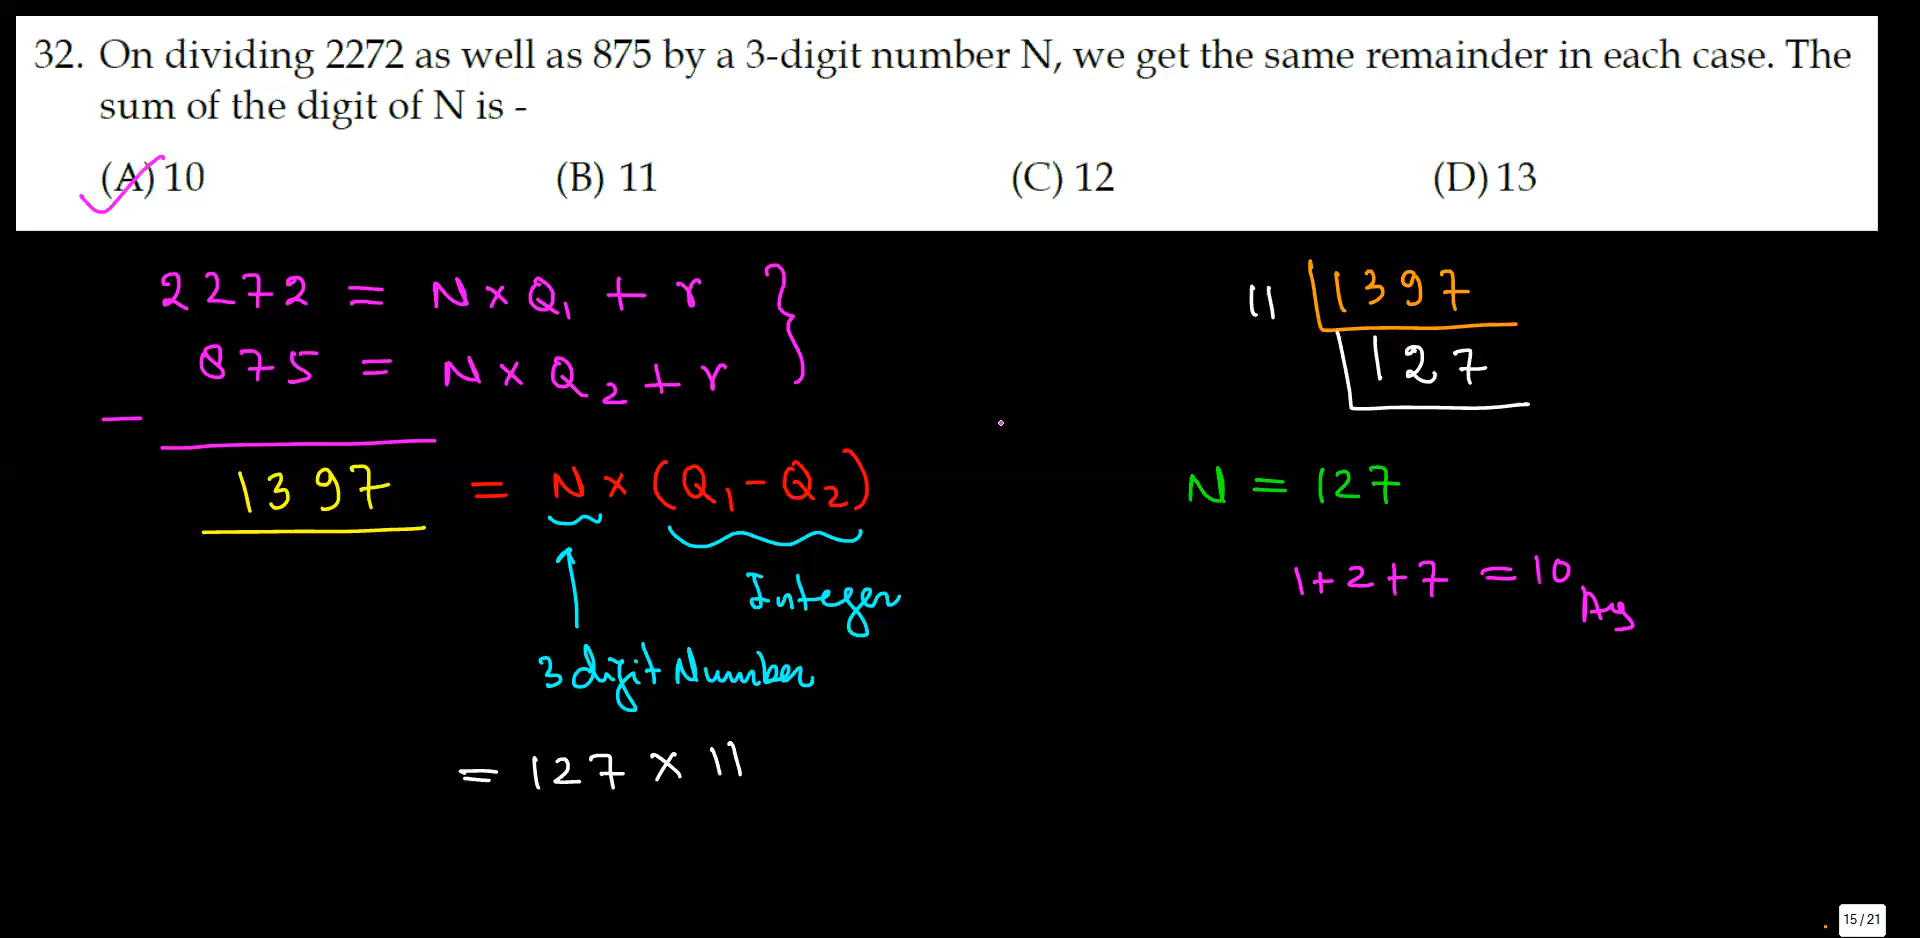 32. On dividing 2272 as well as 875 by a 3-digit number N, we get the same remainder in each case. The
sum of the digit of N is -
(A) 10 (B) 11 (C) 12 (D) 13
2272 = N × Q₁ + r
875 = N × Q₂ + r
−
1397 = N × (Q₁ - Q₂)
Integer
3 digit Number
= 127 × 11
11 1397
127
N = 127
1 + 2 + 7 = 10
15 / 21